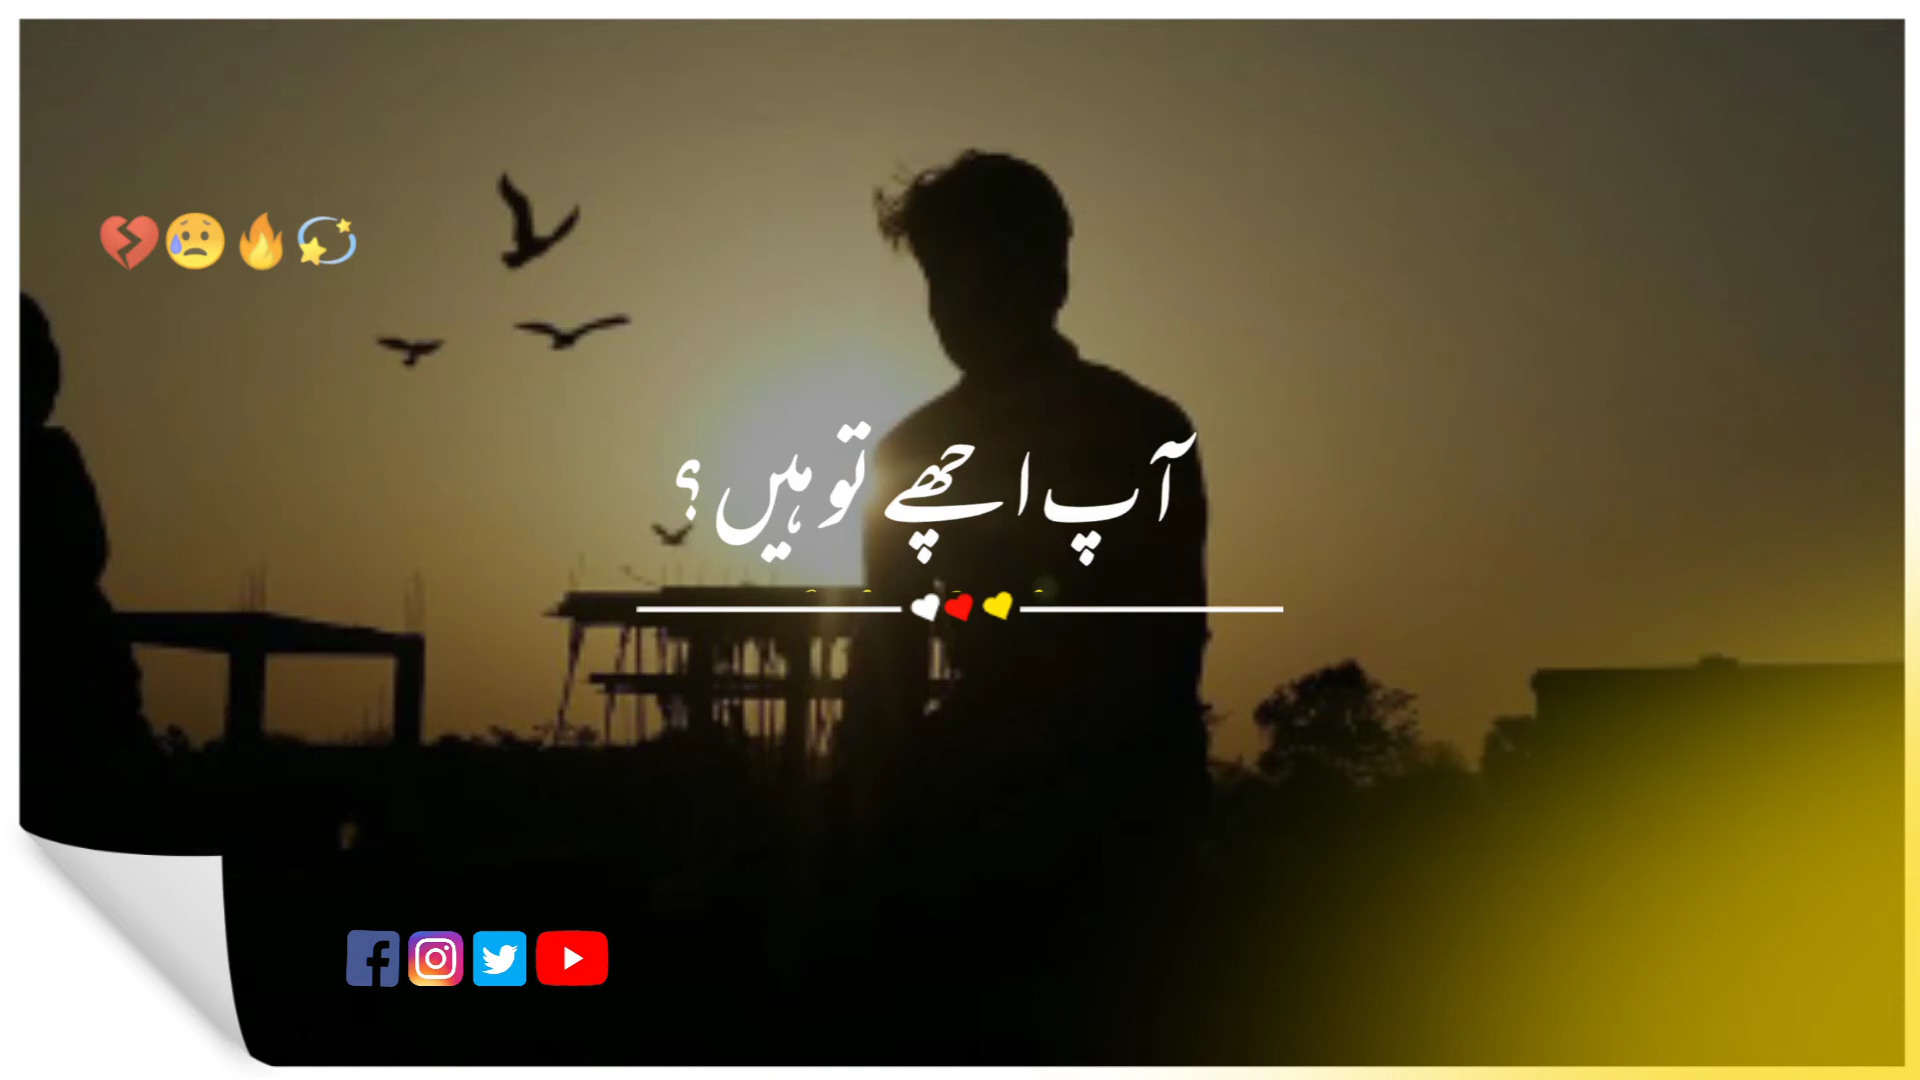 آپ اچھے تو ہیں ؟